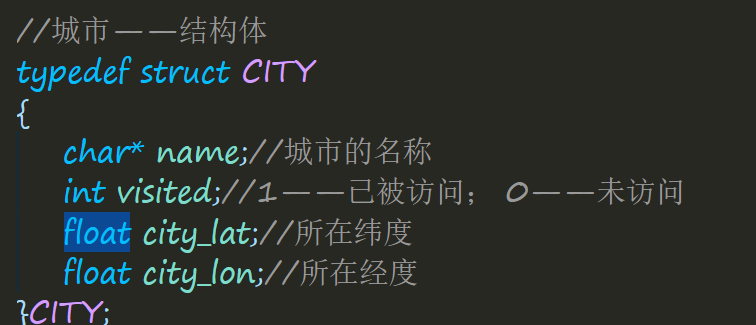 //城市——结构体
typedef struct CITY
{
char* name;//城市的名称
int visited;//1——已被访问； 0——未访问
float city_lat;//所在纬度
float city_lon;//所在经度
}CITY;